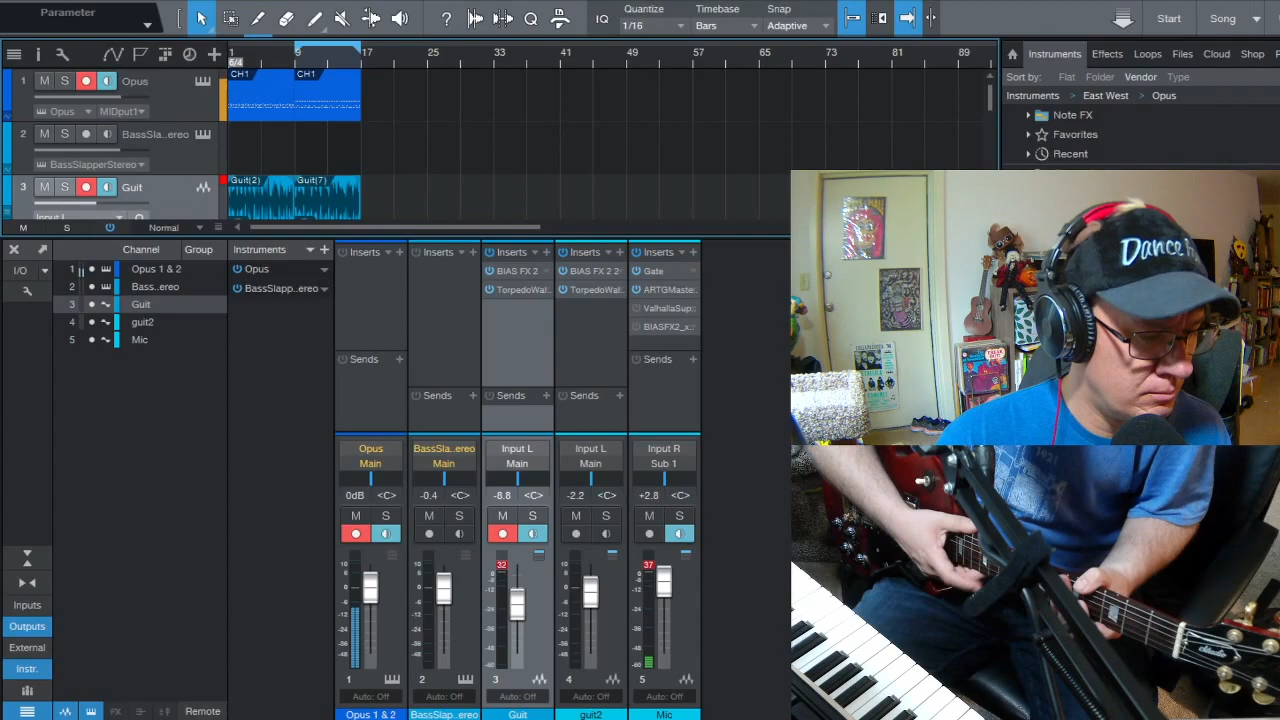 Parameter
IQ
Quantize
1/16
Timebase
Bars
Snap
Adaptive
Start
Song
1 9 17 25 33 41 49 57 65 73 81 89
6/4
1 M S Opus
Opus MIDput1
CH1 CH1
2 M S BassSla..ereo
BassSlapperStereo
3 M S Guit
Input L
Guit(2) Guit(7)
M S Normal
Instruments Effects Loops Files Cloud Shop
Sort by: Flat Folder Vendor Type
Instruments East West Opus
Note FX
Favorites
Recent
I/O
Channel Group
1 Opus 1 & 2
2 Bass..ereo
3 Guit
4 guit2
5 Mic
Instruments
Opus
BassSlapp..ereo
Inserts Inserts Inserts Inserts Inserts
BIAS FX 2 BIAS FX 2 Gate
TorpedoWal. TorpedoWal. ARTGMaste.
ValhallaSup.
BIASFX2_x.
Sends Sends
Sends Sends Sends
Opus BassSla..ereo Input L Input L Input R
Main Main Main Main Sub 1
0dB <C> -0.4 <C> -8.8 <C> -2.2 <C> +2.8 <C>
M S M S M S M S M S
32 37
1 2 3 4 5
Auto: Off Auto: Off Auto: Off Auto: Off Auto: Off
Opus 1 & 2 BassSlap..ereo Guit guit2 Mic
Inputs
Outputs
External
Instr.
FX Remote